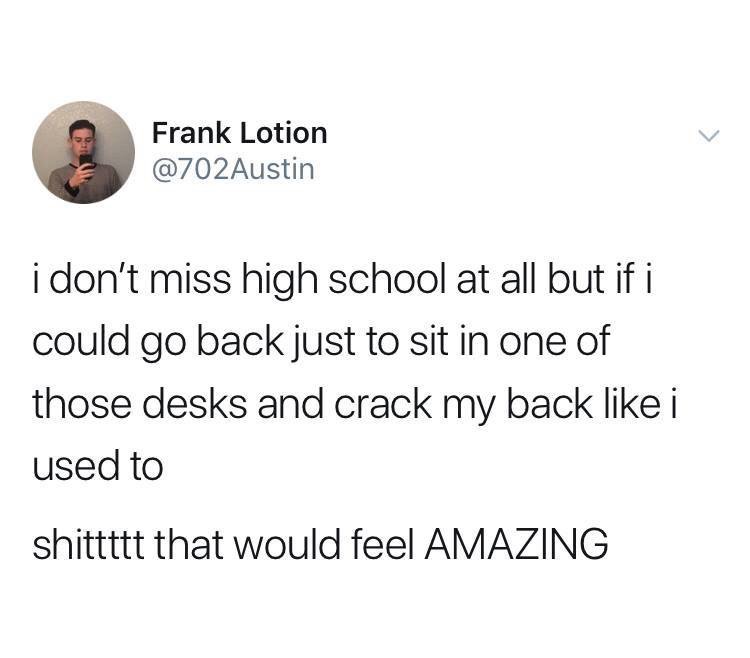 Frank Lotion
@702Austin
i don’t miss high school at all but if i
could go back just to sit in one of
those desks and crack my back like i
used to
shittttt that would feel AMAZING